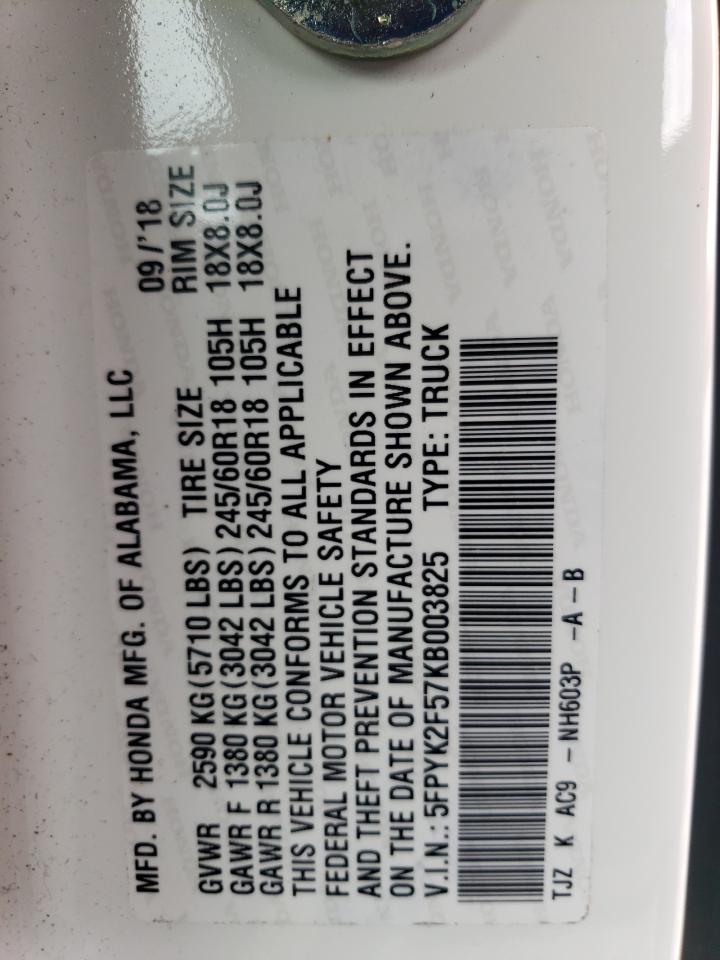 MFD. BY HONDA MFG. OF ALABAMA, LLC 09/'18
GVWR 2590 KG(5710 LBS) TIRE SIZE RIM SIZE
GAWR F 1380 KG(3042 LBS)245/60R18 105H 18X8.0J
GAWR R 1380 KG(3042 LBS)245/60R18 105H 18X8.0J
THIS VEHICLE CONFORMS TO ALL APPLICABLE
FEDERAL MOTOR VEHICLE SAFETY
AND THEFT PREVENTION STANDARDS IN EFFECT
ON THE DATE OF MANUFACTURE SHOWN ABOVE.
V.I.N.: 5FPYK2F57KB003825 TYPE: TRUCK
TJZ K AC9 - NH603P -A-B